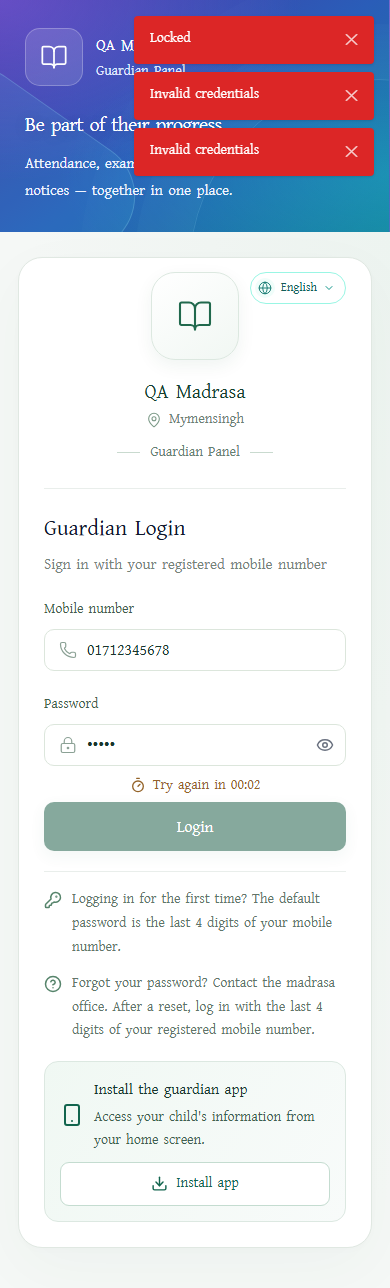 Locked
QA M
Guardian Panel
Invalid credentials
Be part of their progress
Invalid credentials
Attendance, exam
notices — together in one place.
English
QA Madrasa
Mymensingh
Guardian Panel
Guardian Login
Sign in with your registered mobile number
Mobile number
01712345678
Password
•••••
Try again in 00:02
Login
Logging in for the first time? The default
password is the last 4 digits of your mobile
number.
Forgot your password? Contact the madrasa
office. After a reset, log in with the last 4
digits of your registered mobile number.
Install the guardian app
Access your child's information from
your home screen.
Install app